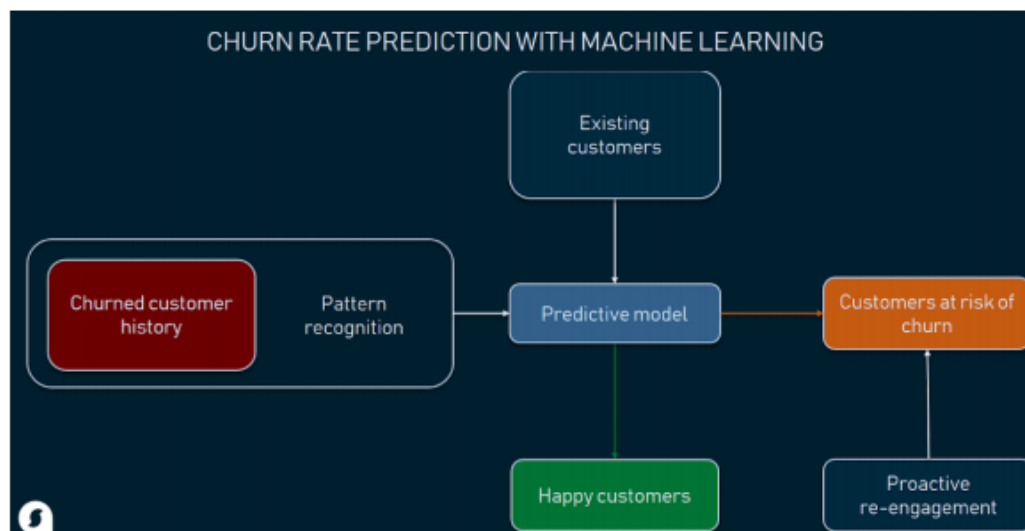 CHURN RATE PREDICTION WITH MACHINE LEARNING
Existing
customers
Churned customer
history
Pattern
recognition
Predictive model
Customers at risk of
churn
Happy customers
Proactive
re-engagement